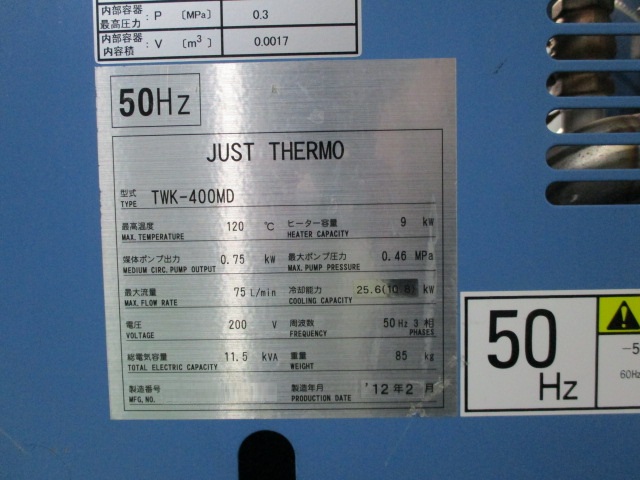 内部容器 : P 〔MPa〕 0.3
最高圧力
内部容器 : V 〔m³〕 0.0017
内容積
50Hz
JUST THERMO
型式 TWK-400MD
TYPE
最高温度 120 ℃ ヒーター容量 9 kW
MAX. TEMPERATURE HEATER CAPACITY
媒体ポンプ出力 0.75 kW 最大ポンプ圧力 0.46 MPa
MEDIUM CIRC. PUMP OUTPUT MAX. PUMP PRESSURE
最大流量 75 L/min 冷却能力 25.6(10.8) kW
MAX. FLOW RATE COOLING CAPACITY
電圧 200 V 周波数 50 Hz 3 相
VOLTAGE FREQUENCY PHASES
総電気容量 11.5 kVA 重量 85 kg
TOTAL ELECTRIC CAPACITY WEIGHT
製造番号 製造年月 '12年2月
MFG. NO. PRODUCTION DATE
50
Hz
−5
60Hz